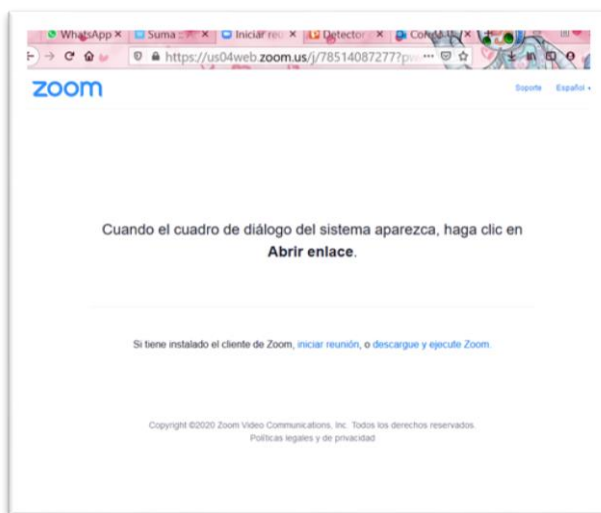 WhatsApp × Suma :: × Iniciar reu × Detector × ×
https://us04web.zoom.us/j/78514087277?pw ...
zoom
Soporte Español
Cuando el cuadro de diálogo del sistema aparezca, haga clic en
Abrir enlace.
Si tiene instalado el cliente de Zoom, iniciar reunión, o descargue y ejecute Zoom.
Copyright ©2020 Zoom Video Communications, Inc. Todos los derechos reservados.
Políticas legales y de privacidad